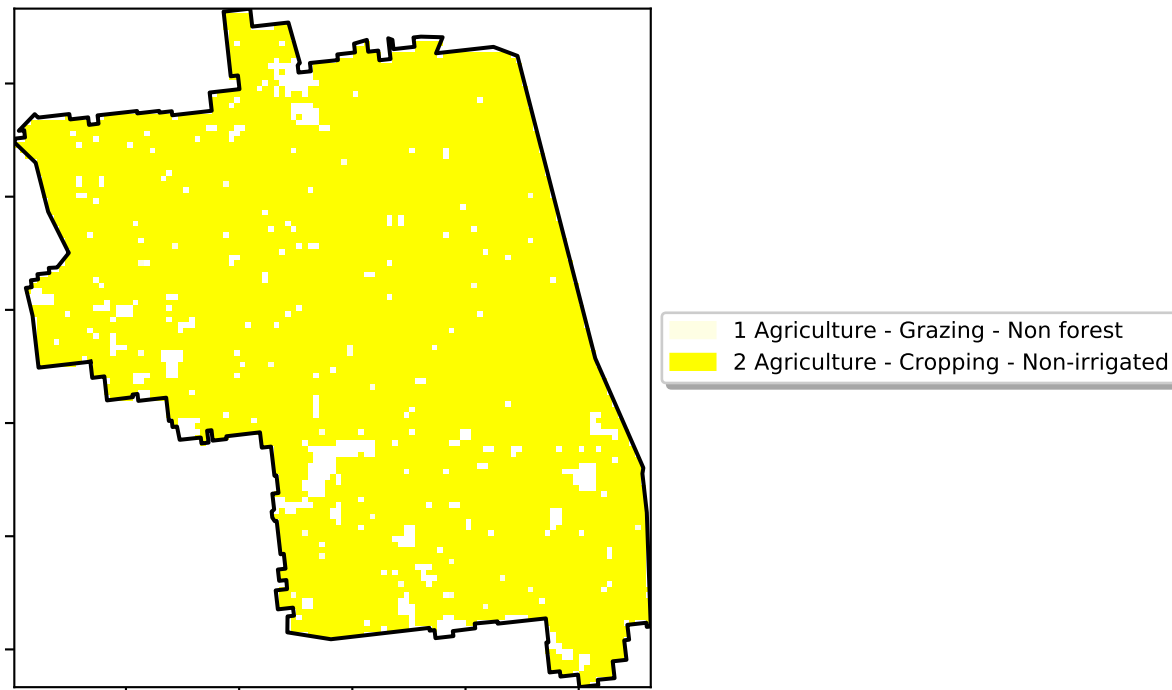 1 Agriculture - Grazing - Non forest
2 Agriculture - Cropping - Non-irrigated